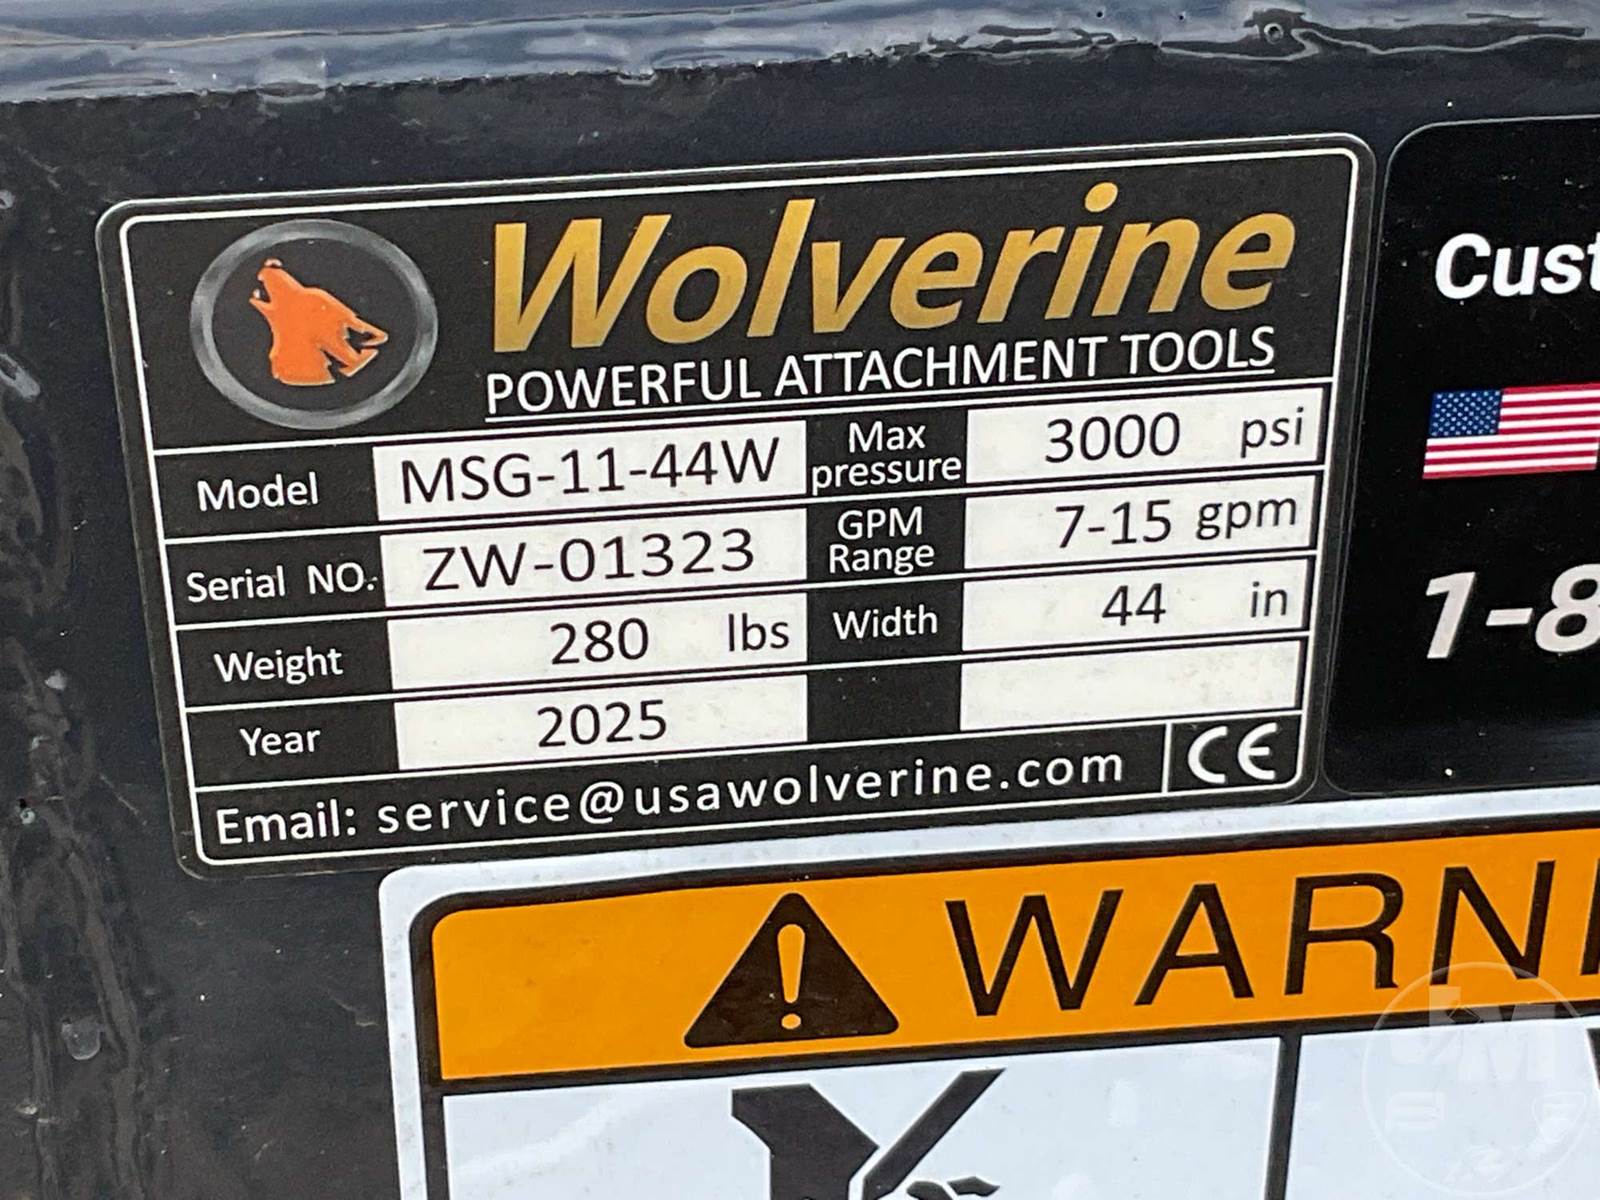 Wolverine
POWERFUL ATTACHMENT TOOLS
Model MSG-11-44W Max pressure 3000 psi
Serial NO. ZW-01323 GPM Range 7-15 gpm
Weight 280 lbs Width 44 in
Year 2025
Email: service@usawolverine.com CE
Cust
1-8
WARNI